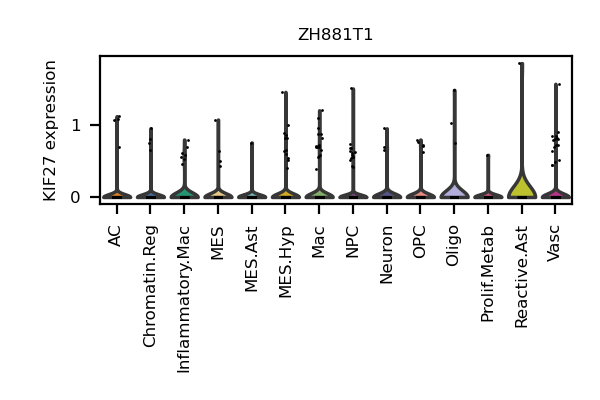 ZH881T1
KIF27 expression
1
0
AC
Chromatin.Reg
Inflammatory.Mac
MES
MES.Ast
MES.Hyp
Mac
NPC
Neuron
OPC
Oligo
Prolif.Metab
Reactive.Ast
Vasc